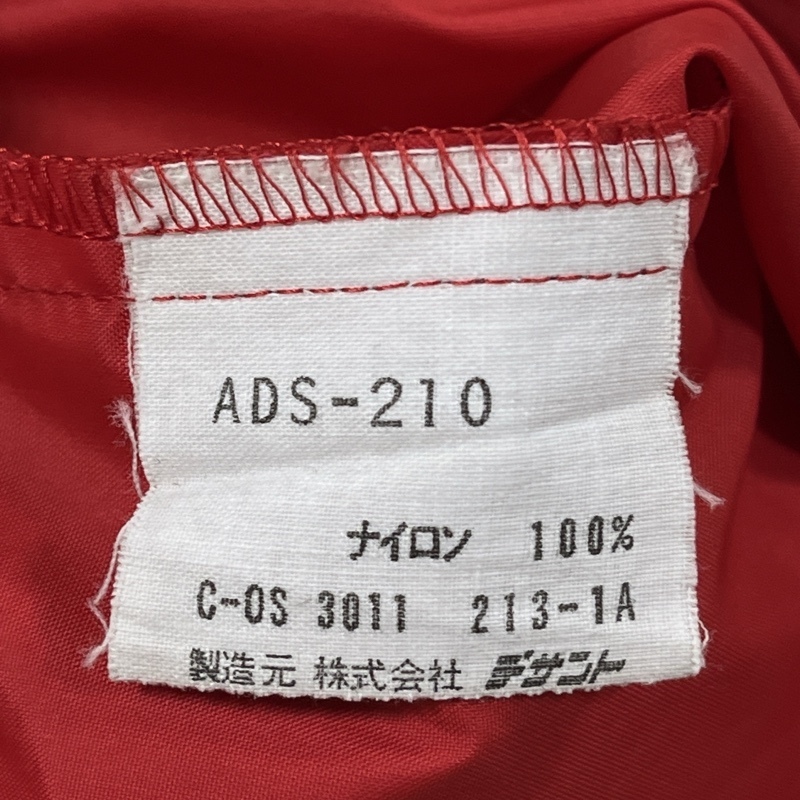 ADS-210
ナイロン 100%
C-OS 3011 213-1A
製造元 株式会社 デサント